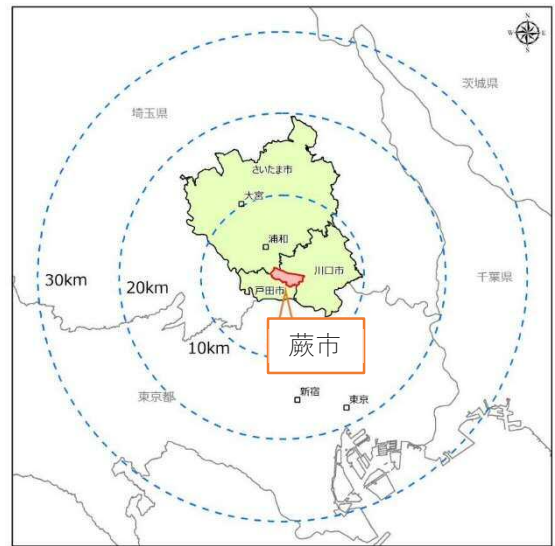 N
W
E
S
茨城県
埼玉県
さいたま市
大宮
浦和
川口市
30km
20km
千葉県
戸田市
10km
蕨市
新宿
東京
東京都